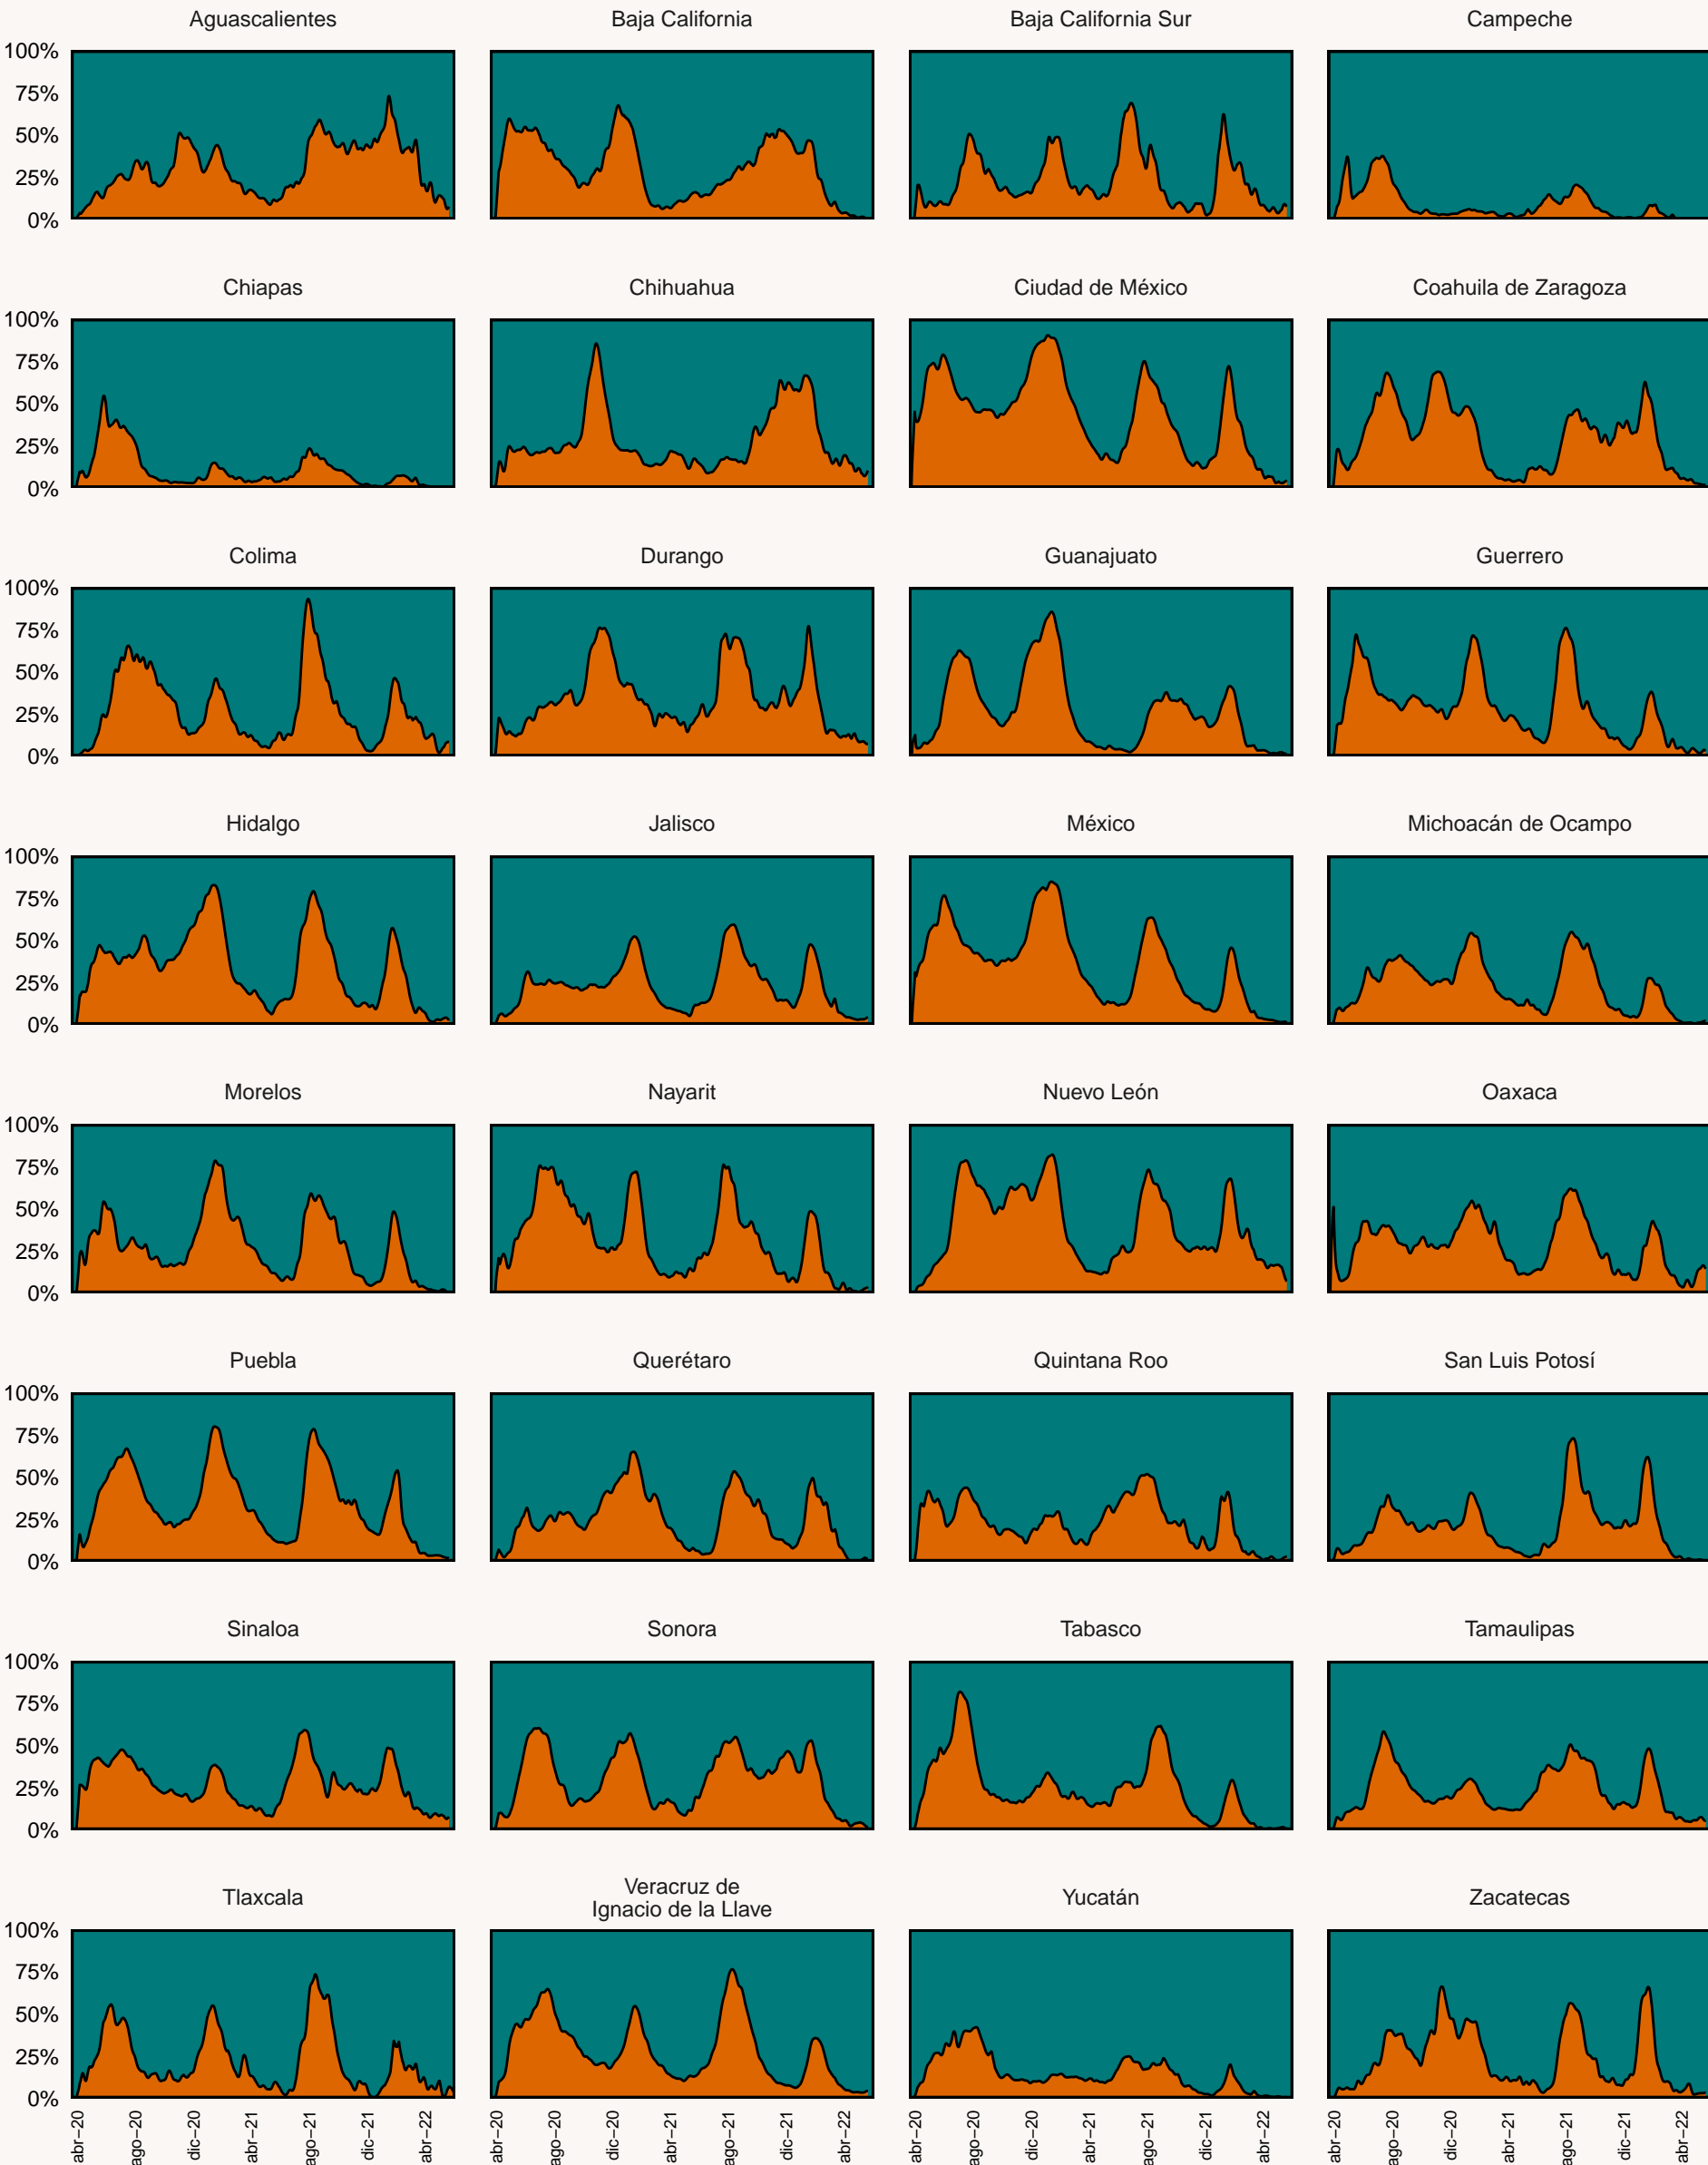 Aguascalientes
Baja California
Baja California Sur
Campeche
100%
75%
50%
25%
0%
Chiapas
Chihuahua
Ciudad de México
Coahuila de Zaragoza
100%
75%
50%
25%
0%
Colima
Durango
Guanajuato
Guerrero
100%
75%
50%
25%
0%
Hidalgo
Jalisco
México
Michoacán de Ocampo
100%
75%
50%
25%
0%
Morelos
Nayarit
Nuevo León
Oaxaca
100%
75%
50%
25%
0%
Puebla
Querétaro
Quintana Roo
San Luis Potosí
100%
75%
50%
25%
0%
Sinaloa
Sonora
Tabasco
Tamaulipas
100%
75%
50%
25%
0%
Tlaxcala
Veracruz de
Ignacio de la Llave
Yucatán
Zacatecas
100%
75%
50%
25%
0%
abr−20
ago−20
dic−20
abr−21
ago−21
dic−21
abr−22
abr−20
ago−20
dic−20
abr−21
ago−21
dic−21
abr−22
abr−20
ago−20
dic−20
abr−21
ago−21
dic−21
abr−22
abr−20
ago−20
dic−20
abr−21
ago−21
dic−21
abr−22